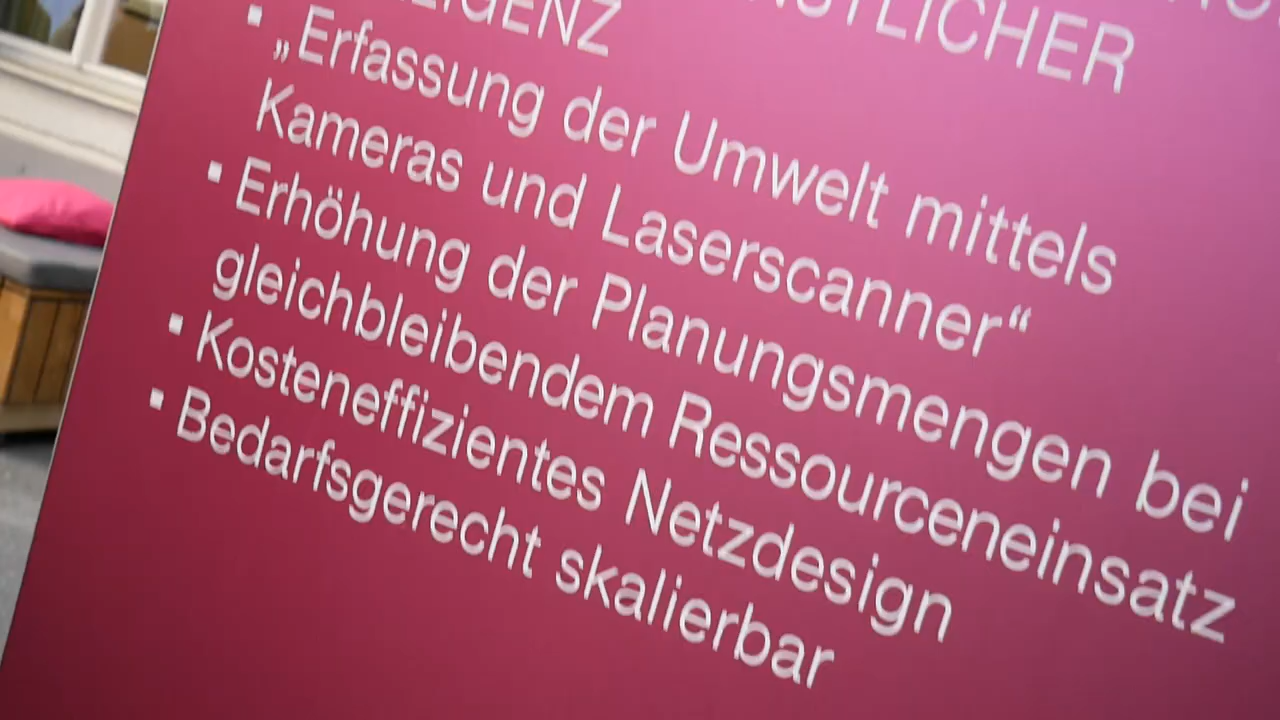 ▪ „Erfassung der Umwelt mittels
Kameras und Laserscanner“
▪ Erhöhung der Planungsmengen bei
gleichbleibendem Ressourceneinsatz
▪ Kosteneffizientes Netzdesign
▪ Bedarfsgerecht skalierbar